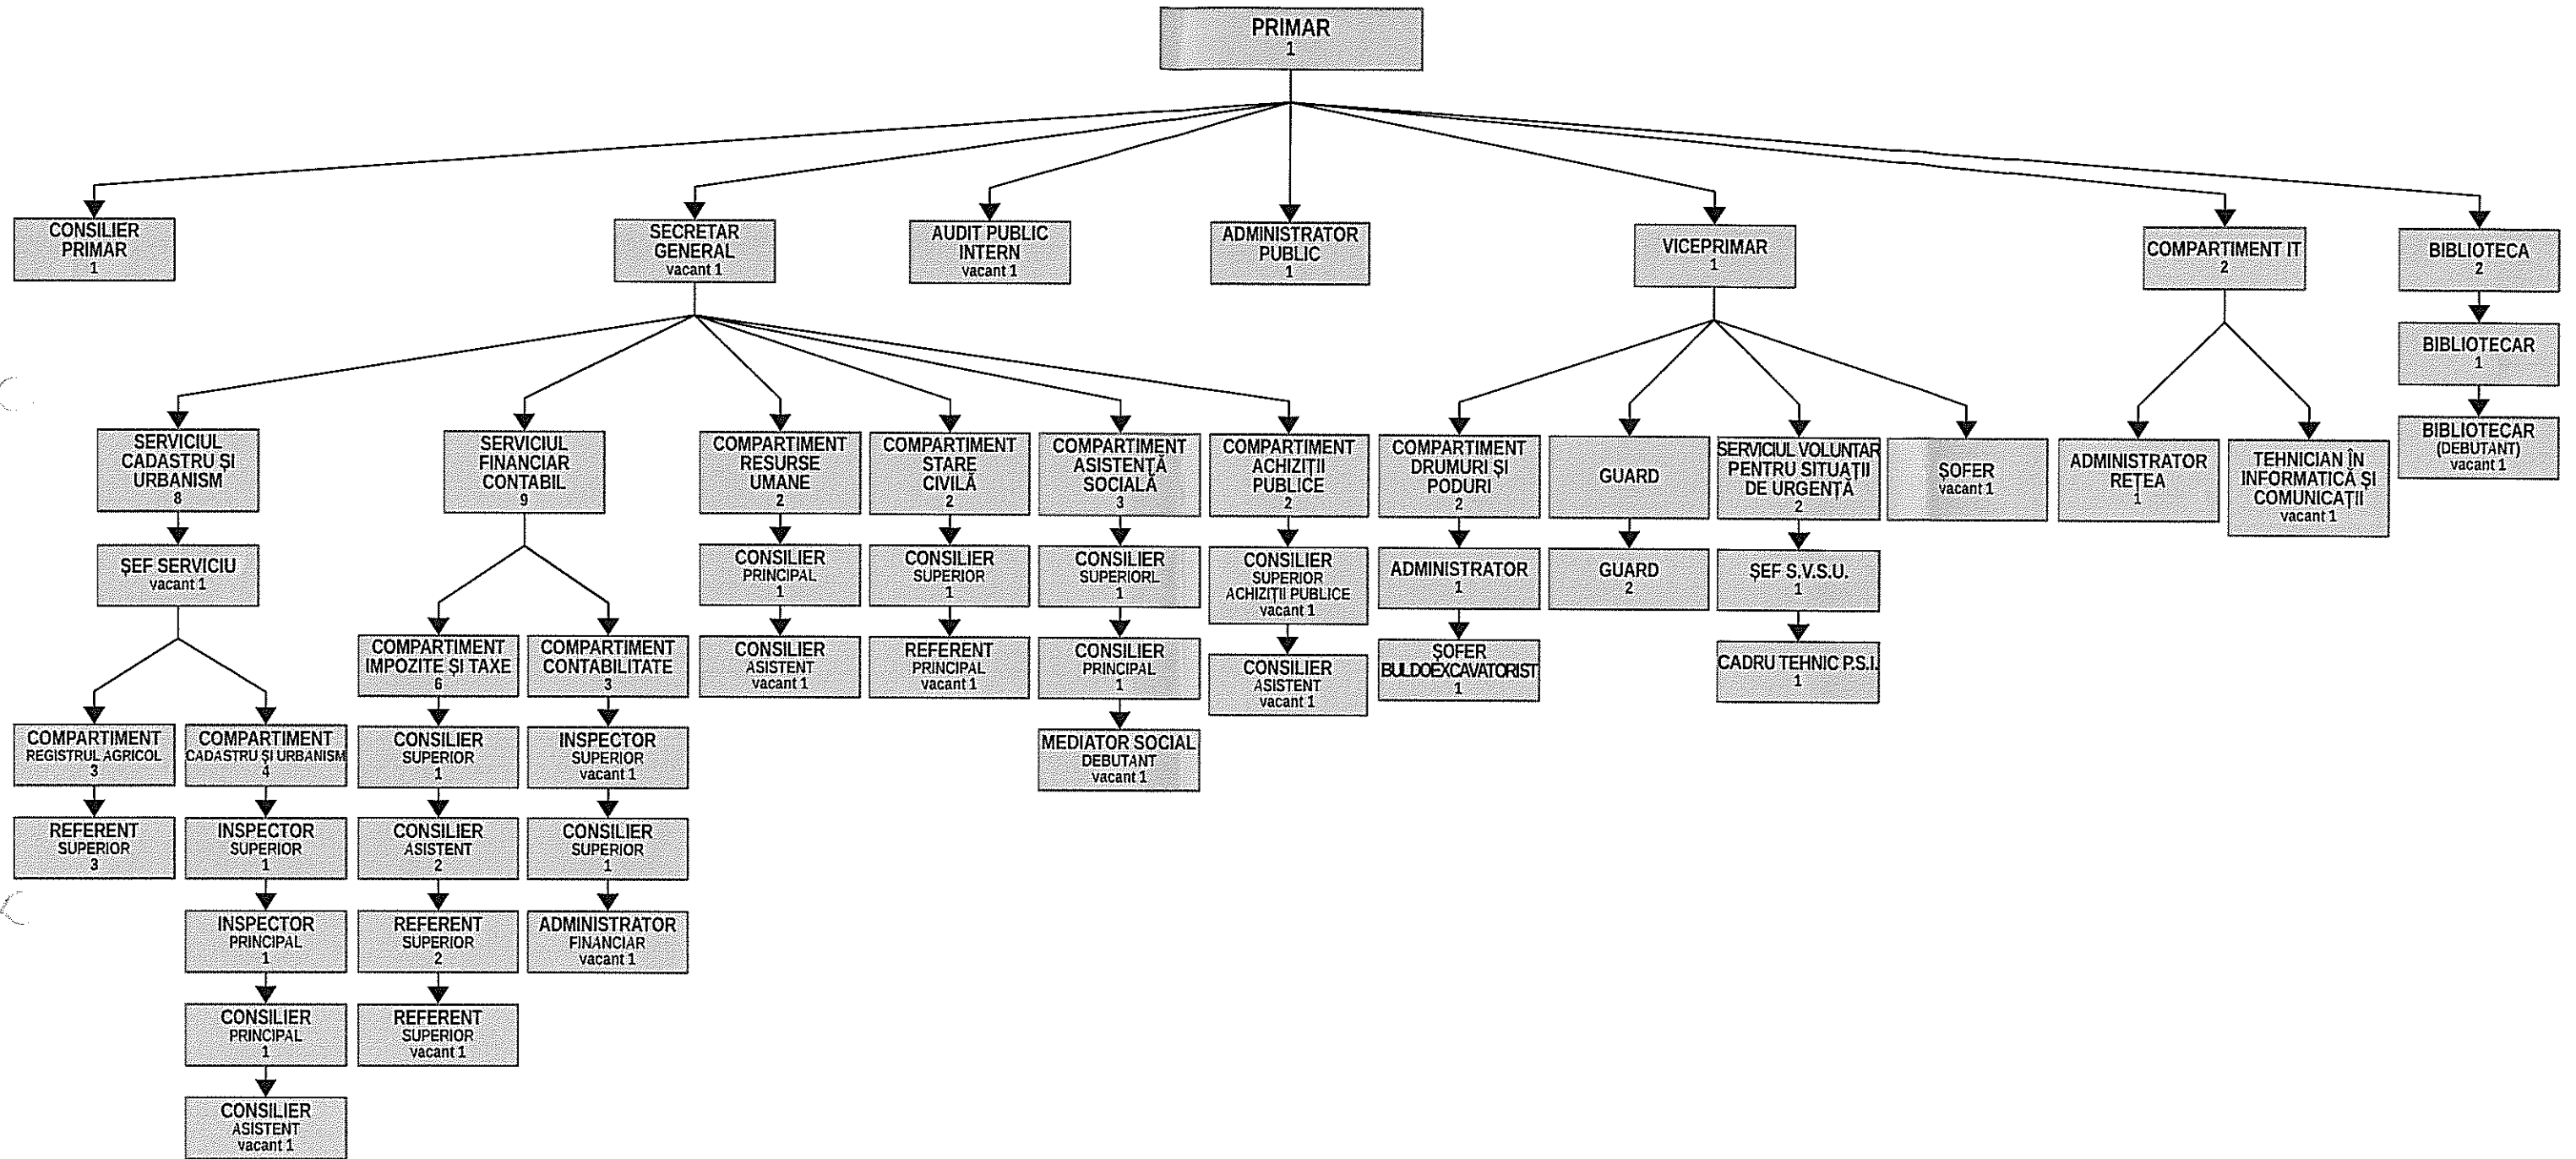 PRIMAR
1
CONSILIER
PRIMAR
1
SECRETAR
GENERAL
vacant 1
AUDIT PUBLIC
INTERN
vacant 1
ADMINISTRATOR
PUBLIC
1
VICEPRIMAR
1
COMPARTIMENT IT
2
BIBLIOTECA
2
BIBLIOTECAR
1
BIBLIOTECAR
(DEBUTANT)
vacant 1
SERVICIUL
CADASTRU ȘI
URBANISM
8
SERVICIUL
FINANCIAR
CONTABIL
9
COMPARTIMENT
RESURSE
UMANE
2
COMPARTIMENT
STARE
CIVILĂ
2
COMPARTIMENT
ASISTENȚĂ
SOCIALĂ
3
COMPARTIMENT
ACHIZIȚII
PUBLICE
2
COMPARTIMENT
DRUMURI ȘI
PODURI
2
GUARD
SERVICIUL VOLUNTAR
PENTRU SITUAȚII
DE URGENȚĂ
2
ȘOFER
vacant 1
ADMINISTRATOR
REȚEA
1
TEHNICIAN ÎN
INFORMATICĂ ȘI
COMUNICAȚII
vacant 1
ȘEF SERVICIU
vacant 1
CONSILIER
PRINCIPAL
1
CONSILIER
SUPERIOR
1
CONSILIER
SUPERIORL
1
CONSILIER
SUPERIOR
ACHIZIȚII PUBLICE
vacant 1
ADMINISTRATOR
1
GUARD
2
ȘEF S.V.S.U.
1
COMPARTIMENT
IMPOZITE ȘI TAXE
6
COMPARTIMENT
CONTABILITATE
3
CONSILIER
ASISTENT
vacant 1
REFERENT
PRINCIPAL
vacant 1
CONSILIER
PRINCIPAL
1
CONSILIER
ASISTENT
vacant 1
ȘOFER
BULDOEXCAVATORIST
1
CADRU TEHNIC P.S.I.
1
COMPARTIMENT
REGISTRUL AGRICOL
3
COMPARTIMENT
CADASTRU ȘI URBANISM
4
CONSILIER
SUPERIOR
1
INSPECTOR
SUPERIOR
vacant 1
MEDIATOR SOCIAL
DEBUTANT
vacant 1
REFERENT
SUPERIOR
3
INSPECTOR
SUPERIOR
1
CONSILIER
ASISTENT
2
CONSILIER
SUPERIOR
1
INSPECTOR
PRINCIPAL
1
REFERENT
SUPERIOR
2
ADMINISTRATOR
FINANCIAR
vacant 1
CONSILIER
PRINCIPAL
1
REFERENT
SUPERIOR
vacant 1
CONSILIER
ASISTENT
vacant 1